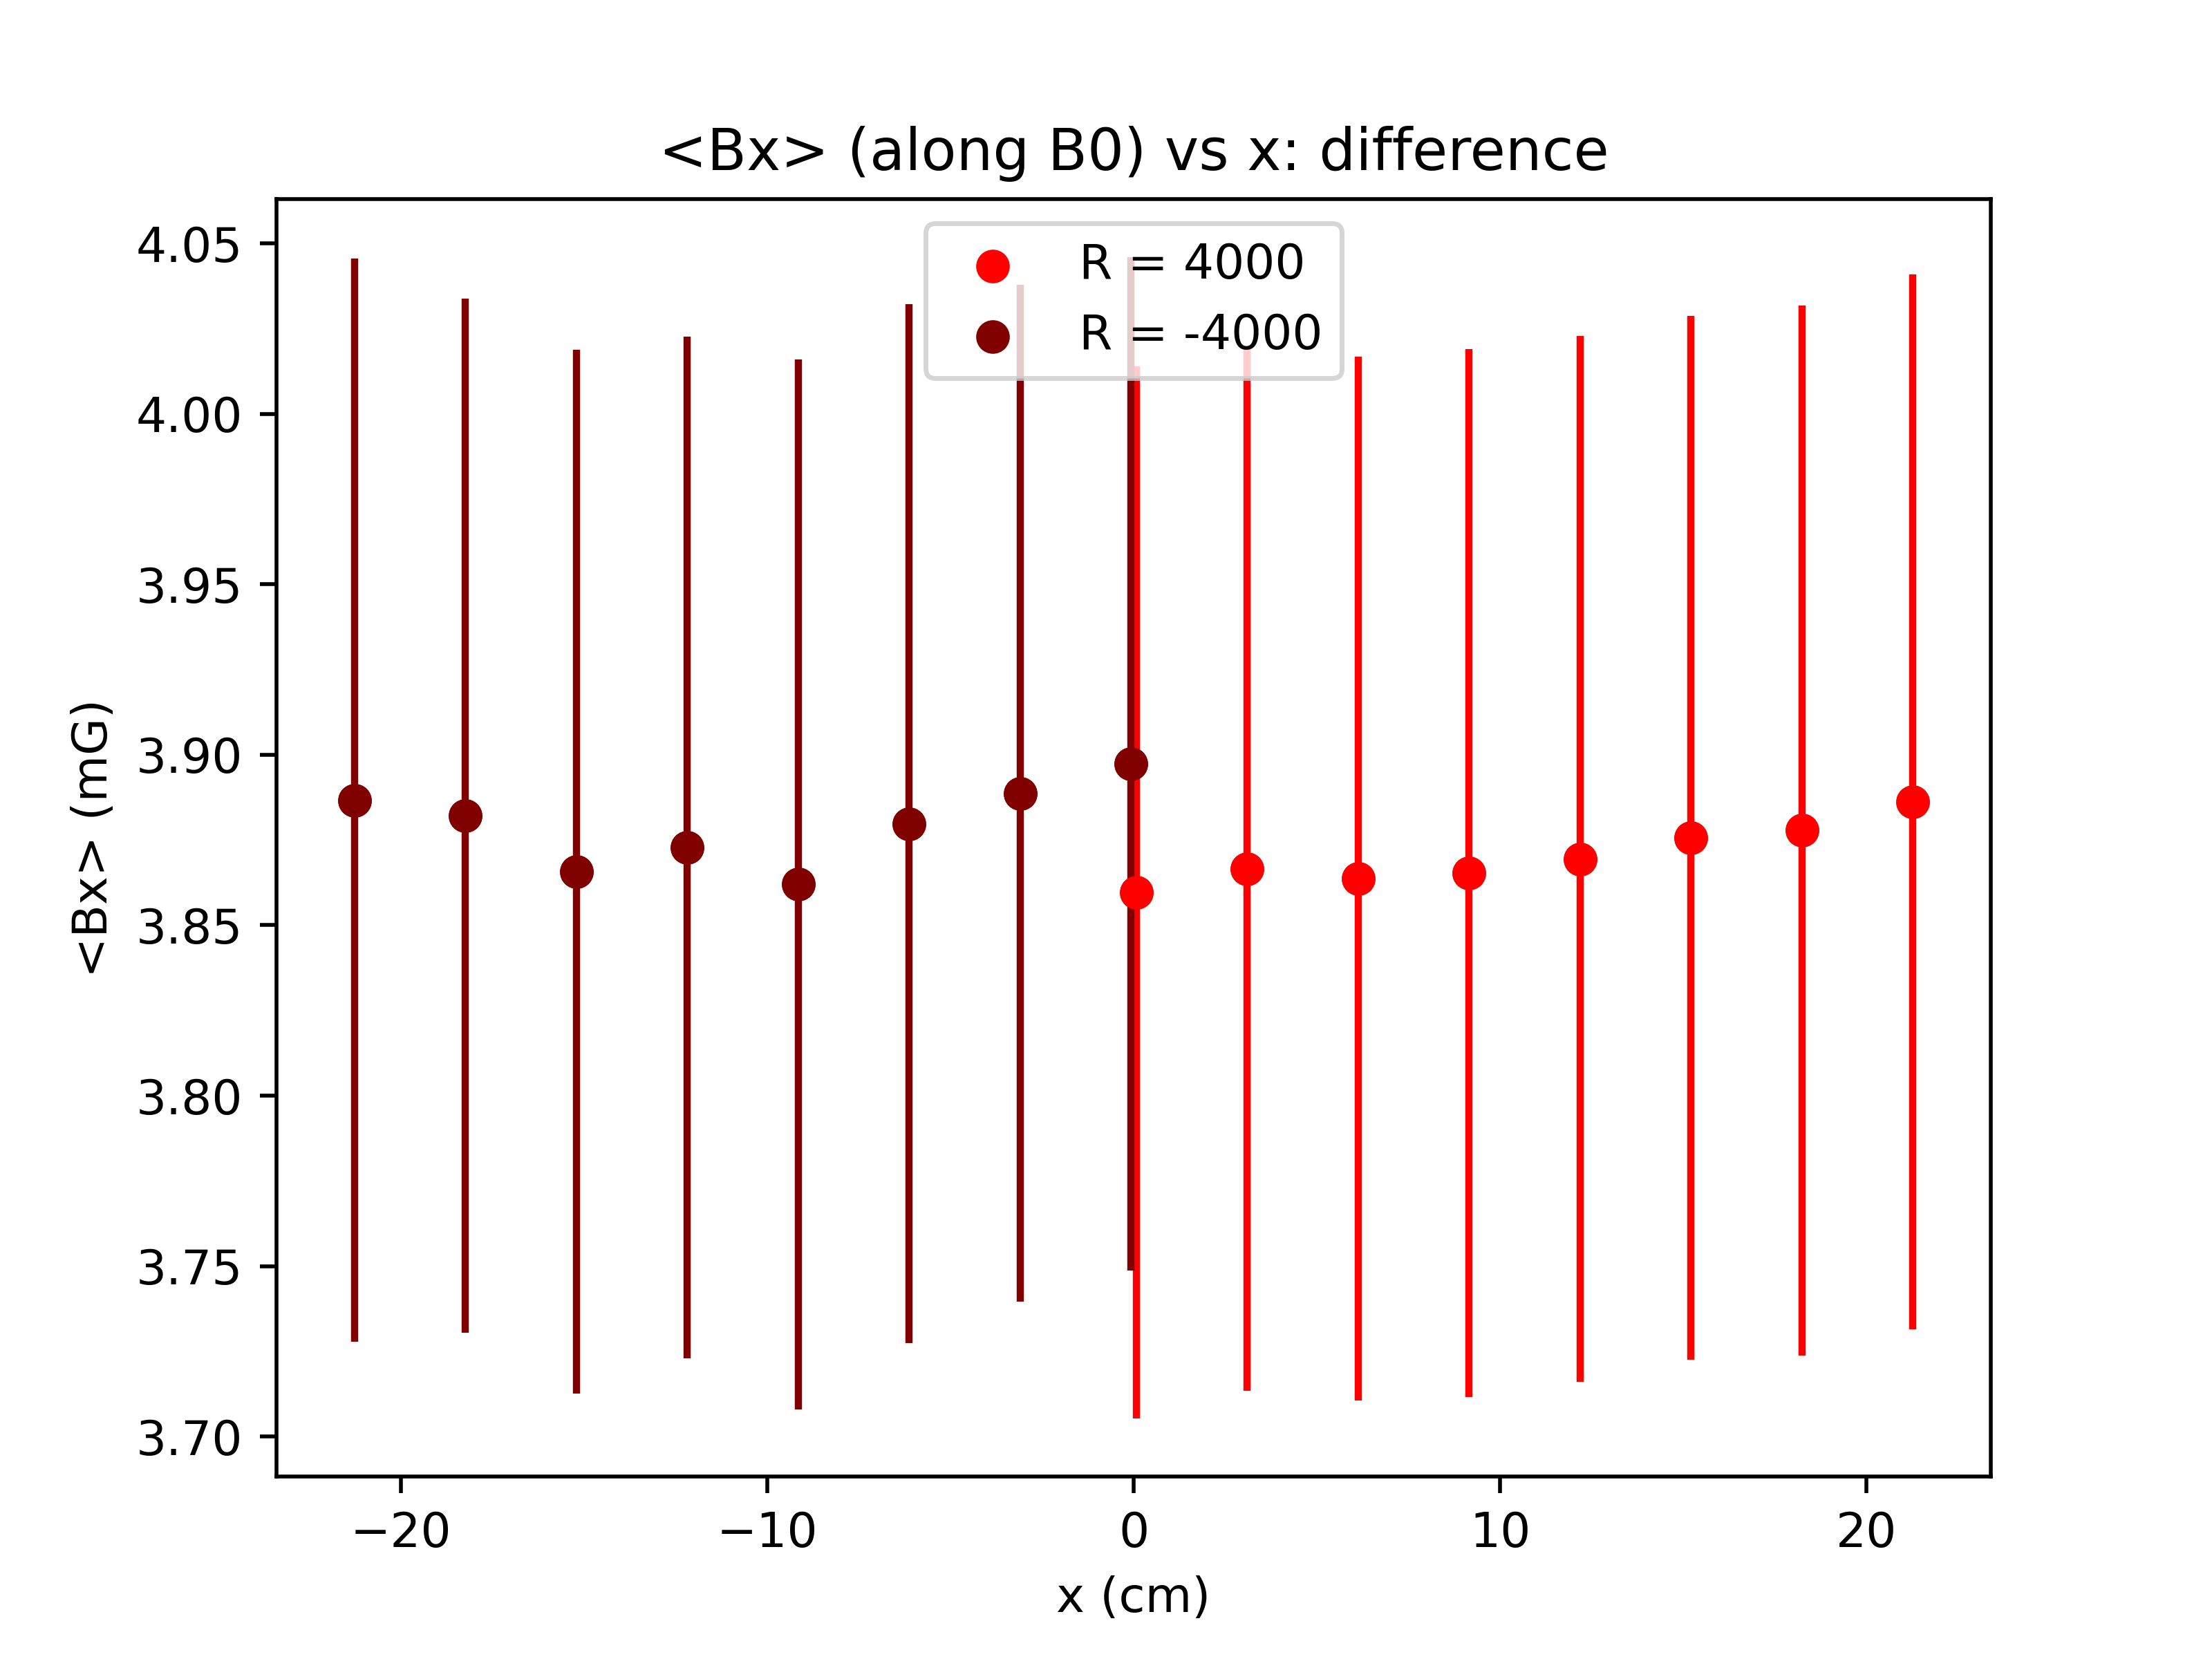 <Bx> (along B0) vs x: difference
R = 4000
R = -4000
4.05
4.00
3.95
3.90
3.85
3.80
3.75
3.70
<Bx> (mG)
−20
−10
0
10
20
x (cm)